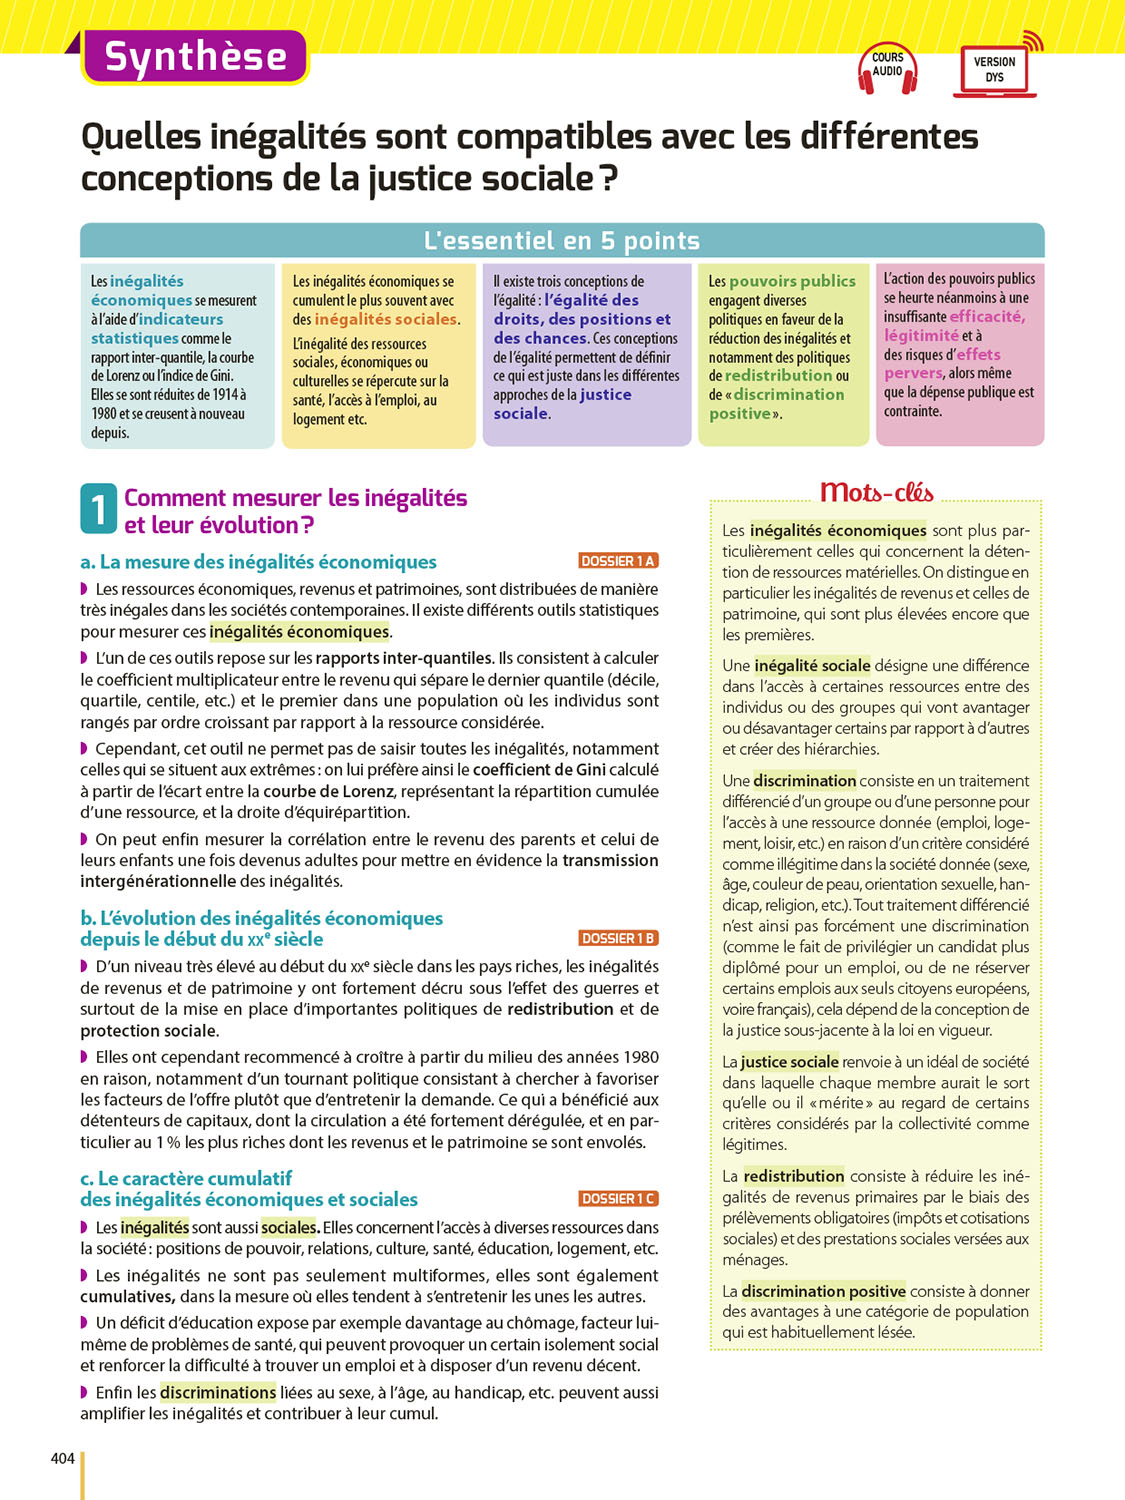 Synthèse
COURS
AUDIO
VERSION
DYS
Quelles inégalités sont compatibles avec les différentes
conceptions de la justice sociale ?
L'essentiel en 5 points
Les inégalités
économiques se mesurent
à l'aide d'indicateurs
statistiques comme le
rapport inter-quantile, la courbe
de Lorenz ou l'indice de Gini.
Elles se sont réduites de 1914 à
1980 et se creusent à nouveau
depuis.
Les inégalités économiques se
cumulent le plus souvent avec
des inégalités sociales.
L'inégalité des ressources
sociales, économiques ou
culturelles se répercute sur la
santé, l'accès à l'emploi, au
logement etc.
Il existe trois conceptions de
l'égalité : l'égalité des
droits, des positions et
des chances. Ces conceptions
de l'égalité permettent de définir
ce qui est juste dans les différentes
approches de la justice
sociale.
Les pouvoirs publics
engagent diverses
politiques en faveur de la
réduction des inégalités et
notamment des politiques
de redistribution ou
de « discrimination
positive ».
L'action des pouvoirs publics
se heurte néanmoins à une
insuffisante efficacité,
légitimité et à
des risques d'effets
pervers, alors même
que la dépense publique est
contrainte.
1 Comment mesurer les inégalités
et leur évolution ?
a. La mesure des inégalités économiques DOSSIER 1 A
Les ressources économiques, revenus et patrimoines, sont distribuées de manière
très inégales dans les sociétés contemporaines. Il existe différents outils statistiques
pour mesurer ces inégalités économiques.
L'un de ces outils repose sur les rapports inter-quantiles. Ils consistent à calculer
le coefficient multiplicateur entre le revenu qui sépare le dernier quantile (décile,
quartile, centile, etc.) et le premier dans une population où les individus sont
rangés par ordre croissant par rapport à la ressource considérée.
Cependant, cet outil ne permet pas de saisir toutes les inégalités, notamment
celles qui se situent aux extrêmes : on lui préfère ainsi le coefficient de Gini calculé
à partir de l'écart entre la courbe de Lorenz, représentant la répartition cumulée
d'une ressource, et la droite d'équirépartition.
On peut enfin mesurer la corrélation entre le revenu des parents et celui de
leurs enfants une fois devenus adultes pour mettre en évidence la transmission
intergénérationnelle des inégalités.
b. L'évolution des inégalités économiques
depuis le début du XXe siècle DOSSIER 1 B
D'un niveau très élevé au début du XXe siècle dans les pays riches, les inégalités
de revenus et de patrimoine y ont fortement décru sous l'effet des guerres et
surtout de la mise en place d'importantes politiques de redistribution et de
protection sociale.
Elles ont cependant recommencé à croître à partir du milieu des années 1980
en raison, notamment d'un tournant politique consistant à chercher à favoriser
les facteurs de l'offre plutôt que d'entretenir la demande. Ce qui a bénéficié aux
détenteurs de capitaux, dont la circulation a été fortement dérégulée, et en par-
ticulier au 1 % les plus riches dont les revenus et le patrimoine se sont envolés.
c. Le caractère cumulatif
des inégalités économiques et sociales DOSSIER 1 C
Les inégalités sont aussi sociales. Elles concernent l'accès à diverses ressources dans
la société : positions de pouvoir, relations, culture, santé, éducation, logement, etc.
Les inégalités ne sont pas seulement multiformes, elles sont également
cumulatives, dans la mesure où elles tendent à s'entretenir les unes les autres.
Un déficit d'éducation expose par exemple davantage au chômage, facteur lui-
même de problèmes de santé, qui peuvent provoquer un certain isolement social
et renforcer la difficulté à trouver un emploi et à disposer d'un revenu décent.
Enfin les discriminations liées au sexe, à l'âge, au handicap, etc. peuvent aussi
amplifier les inégalités et contribuer à leur cumul.
Mots-clés
Les inégalités économiques sont plus par-
ticulièrement celles qui concernent la déten-
tion de ressources matérielles. On distingue en
particulier les inégalités de revenus et celles de
patrimoine, qui sont plus élevées encore que
les premières.
Une inégalité sociale désigne une différence
dans l'accès à certaines ressources entre des
individus ou des groupes qui vont avantager
ou désavantager certains par rapport à d'autres
et créer des hiérarchies.
Une discrimination consiste en un traitement
différencié d'un groupe ou d'une personne pour
l'accès à une ressource donnée (emploi, loge-
ment, loisir, etc.) en raison d'un critère considéré
comme illégitime dans la société donnée (sexe,
âge, couleur de peau, orientation sexuelle, han-
dicap, religion, etc.). Tout traitement différencié
n'est ainsi pas forcément une discrimination
(comme le fait de privilégier un candidat plus
diplômé pour un emploi, ou de ne réserver
certains emplois aux seuls citoyens européens,
voire français), cela dépend de la conception de
la justice sous-jacente à la loi en vigueur.
La justice sociale renvoie à un idéal de société
dans laquelle chaque membre aurait le sort
qu'elle ou il « mérite » au regard de certains
critères considérés par la collectivité comme
légitimes.
La redistribution consiste à réduire les iné-
galités de revenus primaires par le biais des
prélèvements obligatoires (impôts et cotisations
sociales) et des prestations sociales versées aux
ménages.
La discrimination positive consiste à donner
des avantages à une catégorie de population
qui est habituellement lésée.
404